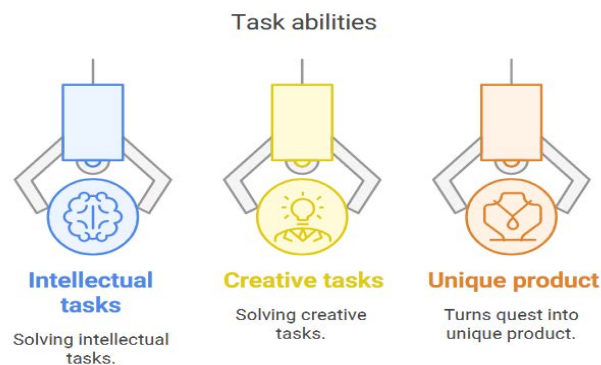 Task abilities
Intellectual
tasks
Solving intellectual
tasks.
Creative tasks
Solving creative
tasks.
Unique product
Turns quest into
unique product.